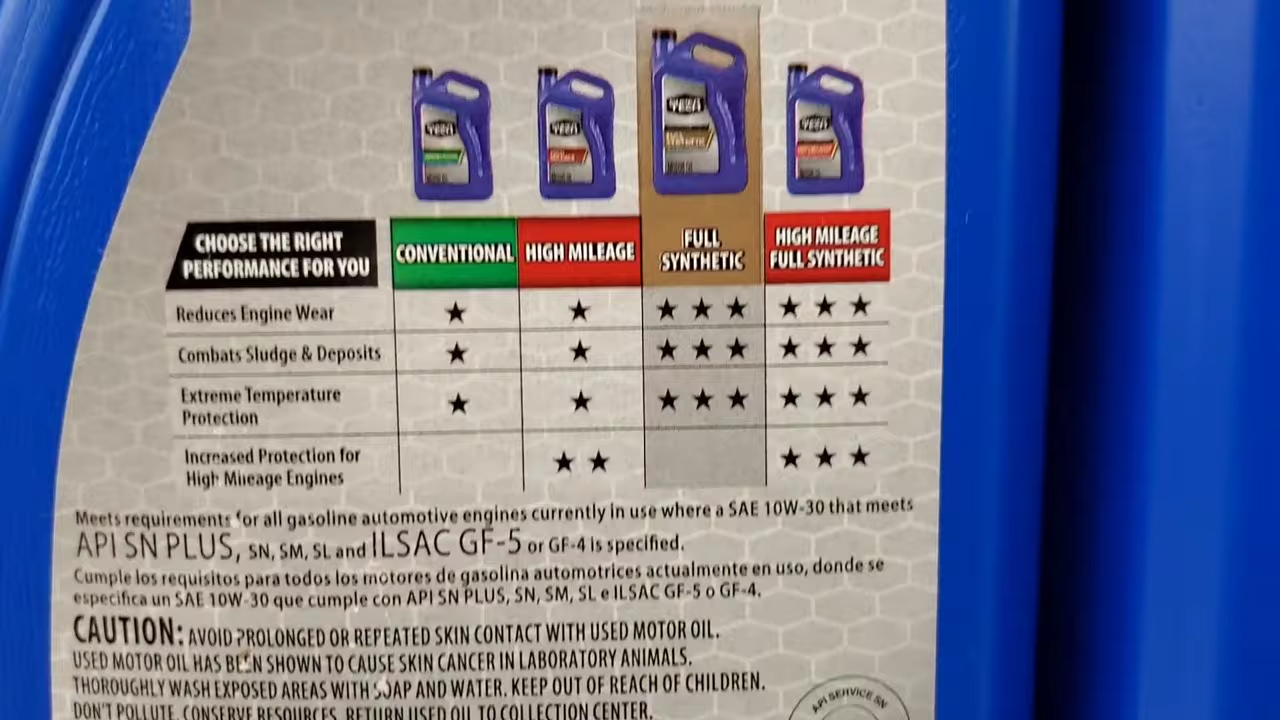 CHOOSE THE RIGHT
PERFORMANCE FOR YOU
CONVENTIONAL
HIGH MILEAGE
FULL
SYNTHETIC
HIGH MILEAGE
FULL SYNTHETIC
Reduces Engine Wear
Combats Sludge & Deposits
Extreme Temperature
Protection
Increased Protection for
High Mileage Engines
Meets requirements for all gasoline automotive engines currently in use where a SAE 10W-30 that meets
API SN PLUS, SN, SM, SL and ILSAC GF-5 or GF-4 is specified.
Cumple los requisitos para todos los motores de gasolina automotrices actualmente en uso, donde se
especifica un SAE 10W-30 que cumple con API SN PLUS, SN, SM, SL e ILSAC GF-5 o GF-4.
CAUTION: AVOID PROLONGED OR REPEATED SKIN CONTACT WITH USED MOTOR OIL.
USED MOTOR OIL HAS BEEN SHOWN TO CAUSE SKIN CANCER IN LABORATORY ANIMALS.
THOROUGHLY WASH EXPOSED AREAS WITH SOAP AND WATER. KEEP OUT OF REACH OF CHILDREN.
DON'T POLLUTE. CONSERVE RESOURCES. RETURN USED OIL TO COLLECTION CENTER.
API SERVICE SN